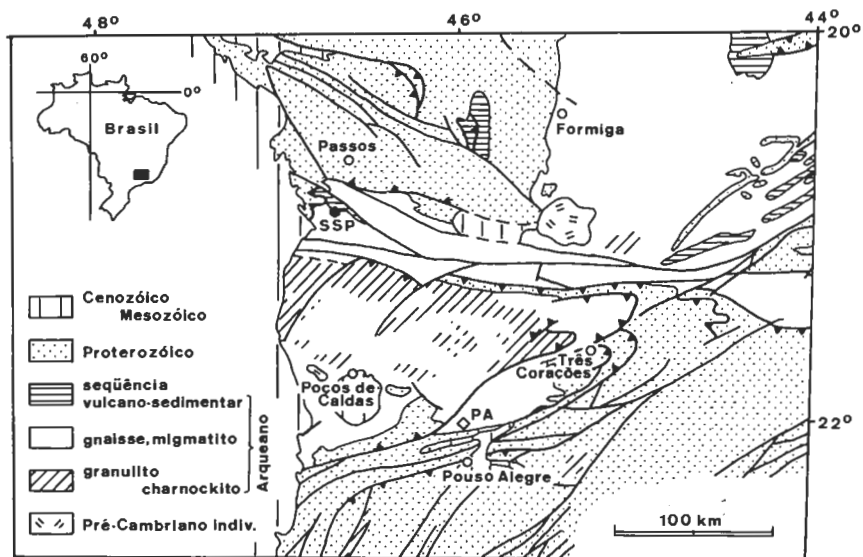 48°
46°
44°
20°
60°
0°
Brasil
Formiga
Passos
SSP
Cenozóico
Mesozóico
Proterozóico
seqüência
vulcano-sedimentar
gnaisse, migmatito
granulito
charnockito
Arqueano
Pré-Cambriano indiv.
Três
Corações
Poços de
Caldas
PA
22°
Pouso Alegre
100 km